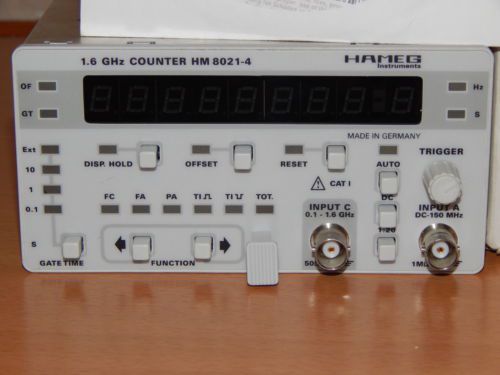 1.6 GHz COUNTER HM 8021-4
HAMEG
Instruments
OF
Hz
GT
S
MADE IN GERMANY
Ext
DISP. HOLD
OFFSET
RESET
AUTO
TRIGGER
10
CAT I
1
DC
0.1
FC FA PA TI TI TOT.
INPUT C
0.1 - 1.6 GHz
INPUT A
DC-150 MHz
1:20
S
GATE TIME
FUNCTION
50Ω
1MΩ